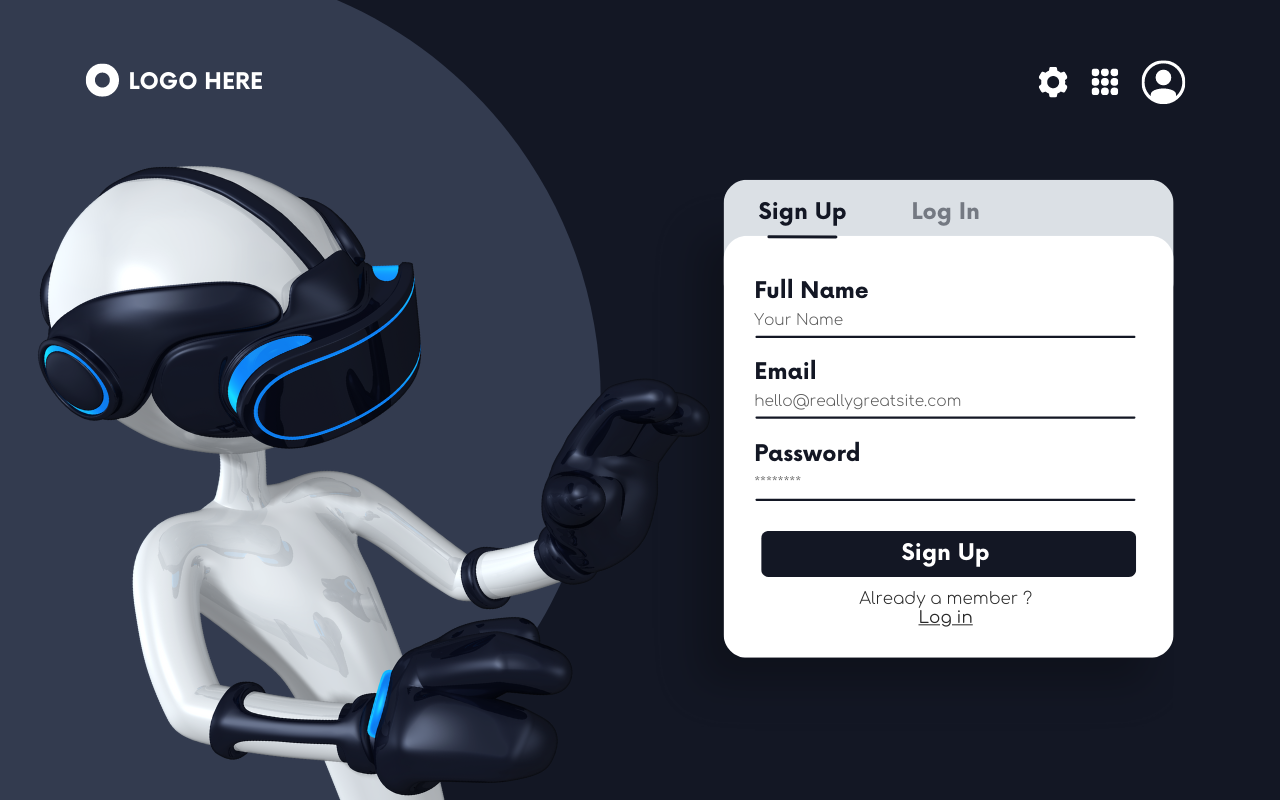 LOGO HERE
Sign Up
Log In
Full Name
Your Name
Email
hello@reallygreatsite.com
Password
********
Sign Up
Already a member ?
Log in